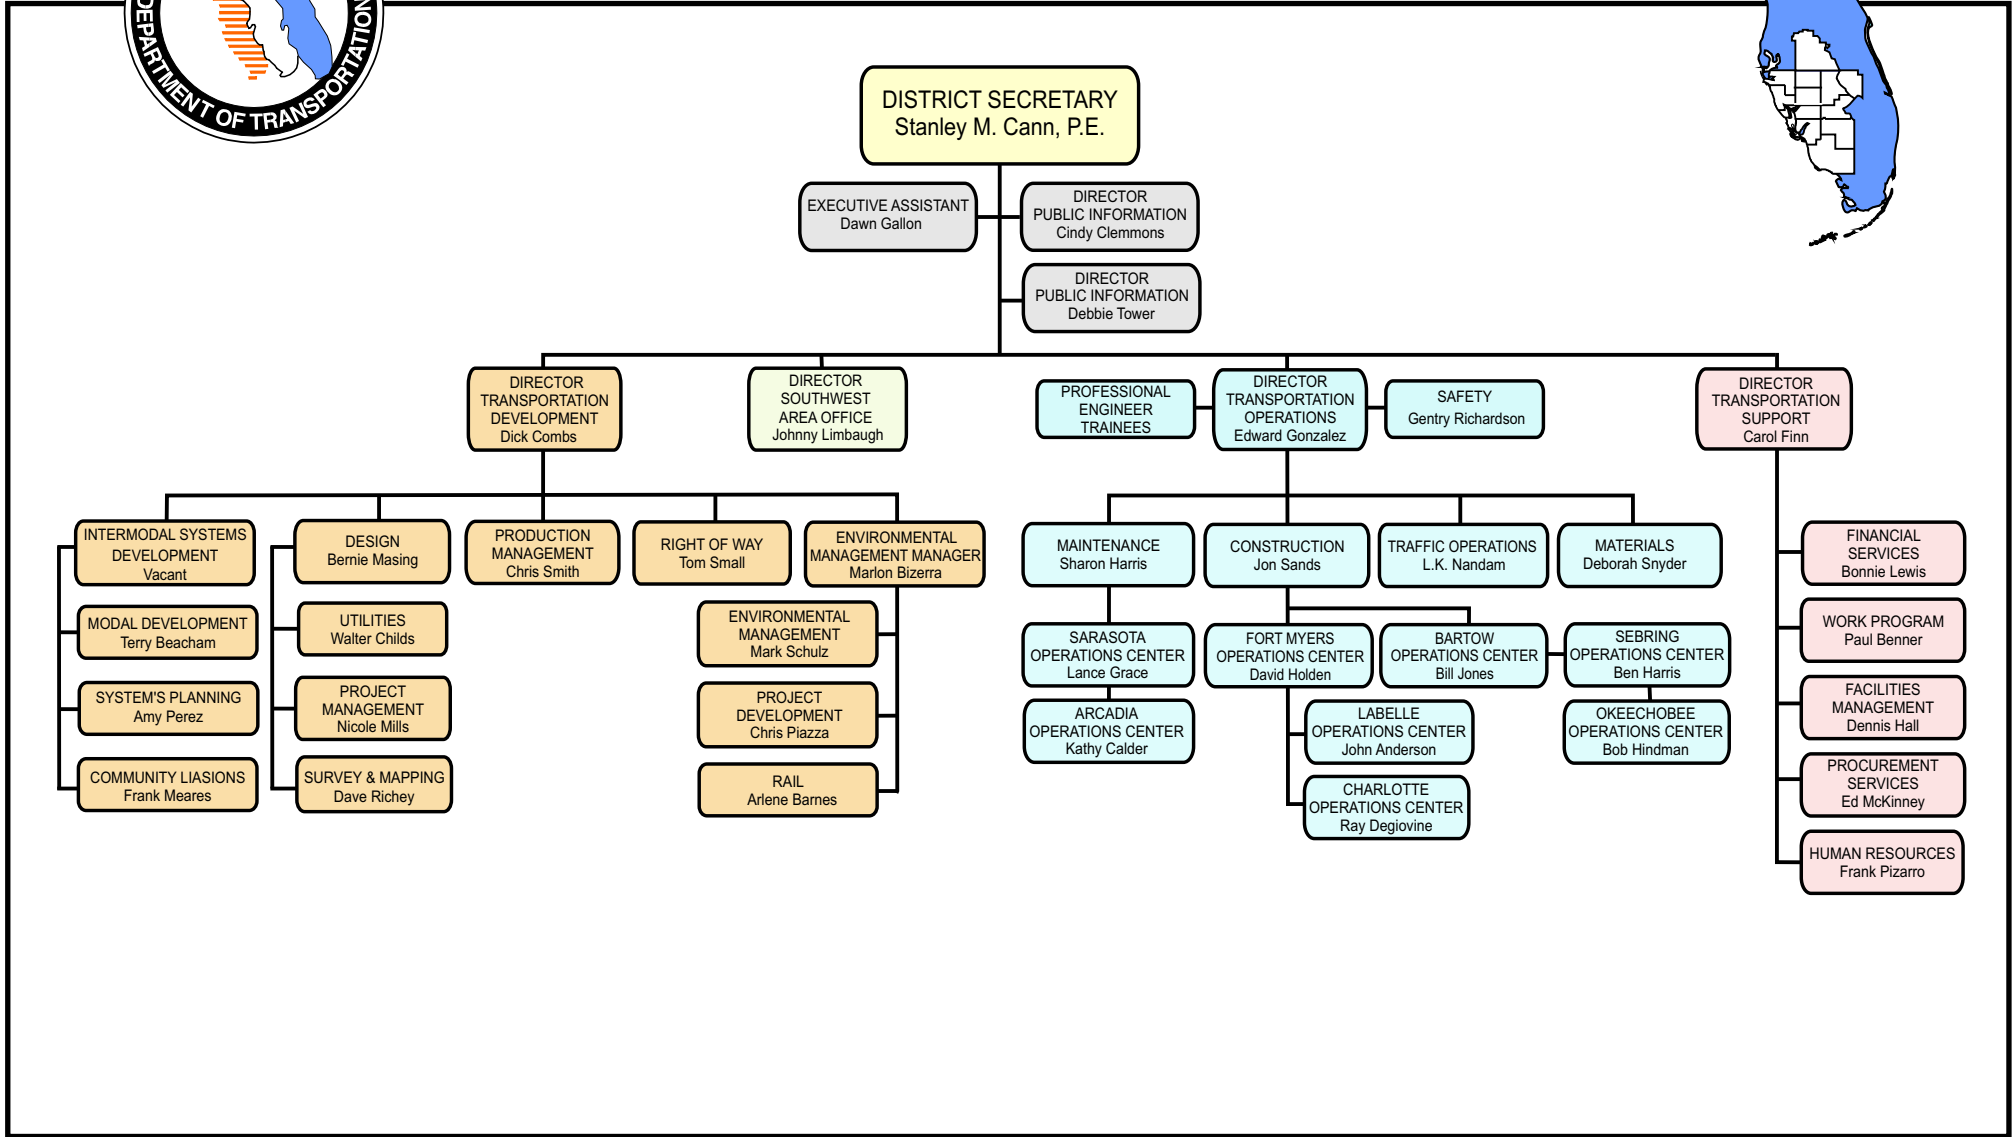 DEPARTMENT OF TRANSPORTATION
DISTRICT SECRETARY
Stanley M. Cann, P.E.
EXECUTIVE ASSISTANT
Dawn Gallon
DIRECTOR
PUBLIC INFORMATION
Cindy Clemmons
DIRECTOR
PUBLIC INFORMATION
Debbie Tower
DIRECTOR
TRANSPORTATION
DEVELOPMENT
Dick Combs
DIRECTOR
SOUTHWEST
AREA OFFICE
Johnny Limbaugh
PROFESSIONAL
ENGINEER
TRAINEES
DIRECTOR
TRANSPORTATION
OPERATIONS
Edward Gonzalez
SAFETY
Gentry Richardson
DIRECTOR
TRANSPORTATION
SUPPORT
Carol Finn
INTERMODAL SYSTEMS
DEVELOPMENT
Vacant
MODAL DEVELOPMENT
Terry Beacham
SYSTEM'S PLANNING
Amy Perez
COMMUNITY LIASIONS
Frank Meares
DESIGN
Bernie Masing
UTILITIES
Walter Childs
PROJECT
MANAGEMENT
Nicole Mills
SURVEY & MAPPING
Dave Richey
PRODUCTION
MANAGEMENT
Chris Smith
RIGHT OF WAY
Tom Small
ENVIRONMENTAL
MANAGEMENT MANAGER
Marlon Bizerra
ENVIRONMENTAL
MANAGEMENT
Mark Schulz
PROJECT
DEVELOPMENT
Chris Piazza
RAIL
Arlene Barnes
MAINTENANCE
Sharon Harris
SARASOTA
OPERATIONS CENTER
Lance Grace
ARCADIA
OPERATIONS CENTER
Kathy Calder
CONSTRUCTION
Jon Sands
FORT MYERS
OPERATIONS CENTER
David Holden
LABELLE
OPERATIONS CENTER
John Anderson
CHARLOTTE
OPERATIONS CENTER
Ray Degiovine
TRAFFIC OPERATIONS
L.K. Nandam
BARTOW
OPERATIONS CENTER
Bill Jones
MATERIALS
Deborah Snyder
SEBRING
OPERATIONS CENTER
Ben Harris
OKEECHOBEE
OPERATIONS CENTER
Bob Hindman
FINANCIAL
SERVICES
Bonnie Lewis
WORK PROGRAM
Paul Benner
FACILITIES
MANAGEMENT
Dennis Hall
PROCUREMENT
SERVICES
Ed McKinney
HUMAN RESOURCES
Frank Pizarro